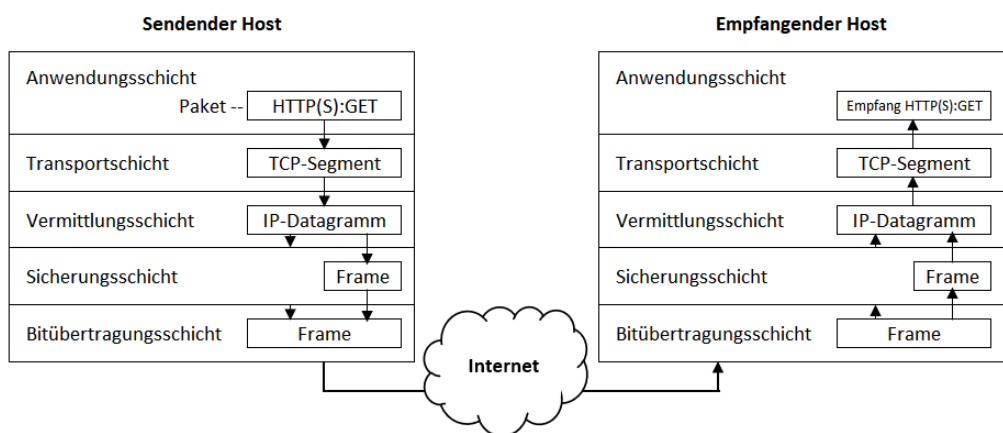 Sendender Host
Anwendungsschicht
Paket -- HTTP(S):GET
Transportschicht TCP-Segment
Vermittlungsschicht IP-Datagramm
Sicherungsschicht Frame
Bitübertragungsschicht Frame
Internet
Empfangender Host
Anwendungsschicht
Empfang HTTP(S):GET
Transportschicht TCP-Segment
Vermittlungsschicht IP-Datagramm
Sicherungsschicht Frame
Bitübertragungsschicht Frame